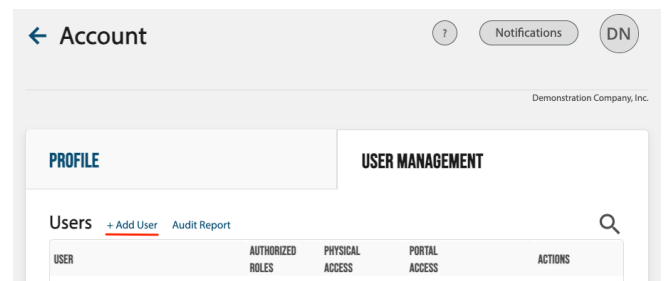 ← Account
?
Notifications
DN
Demonstration Company, Inc.
PROFILE
USER MANAGEMENT
Users + Add User Audit Report
USER AUTHORIZED ROLES PHYSICAL ACCESS PORTAL ACCESS ACTIONS